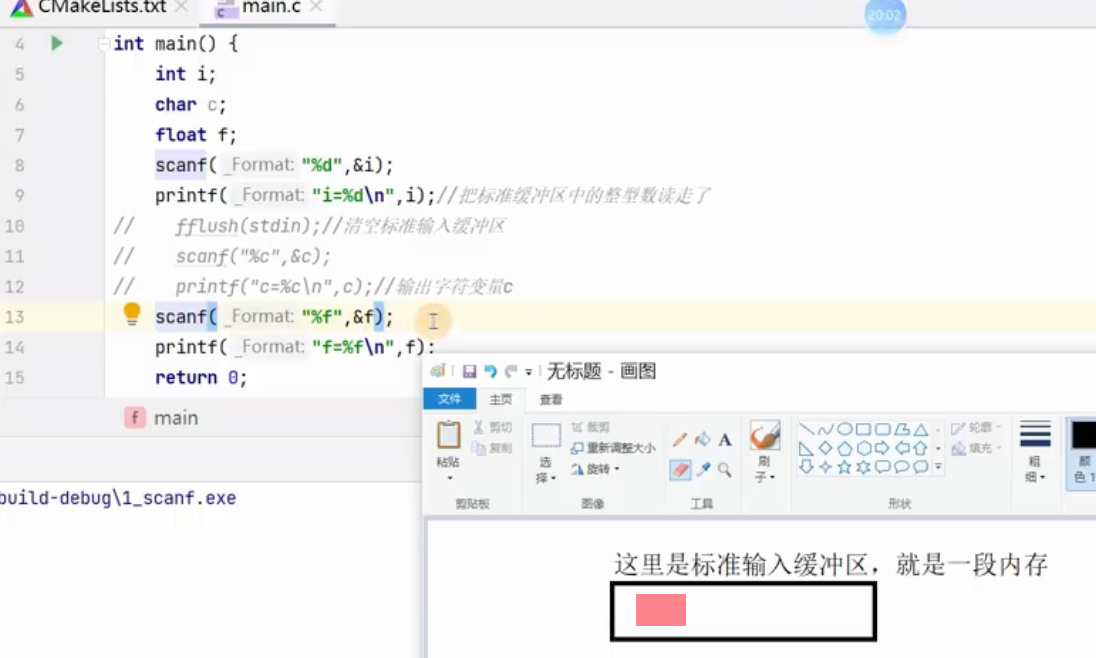 CMakeLists.txt main.c
20:02
4 int main() {
5 int i;
6 char c;
7 float f;
8 scanf( _Format: "%d",&i);
9 printf( _Format: "i=%d\n",i);//把标准缓冲区中的整型数读走了
10 // fflush(stdin);//清空标准输入缓冲区
11 // scanf("%c",&c);
12 // printf("c=%c\n",c);//输出字符变量c
13 scanf( _Format: "%f",&f);
14 printf( _Format: "f=%f\n",f);
15 return 0;
f main
build-debug\1_scanf.exe
无标题 - 画图
文件 主页 查看
粘贴 剪切 复制
选择 裁剪 重新调整大小 旋转
A
刷子
轮廓 填充
粗细
颜色 1
剪贴板 图像 工具 形状
这里是标准输入缓冲区，就是一段内存